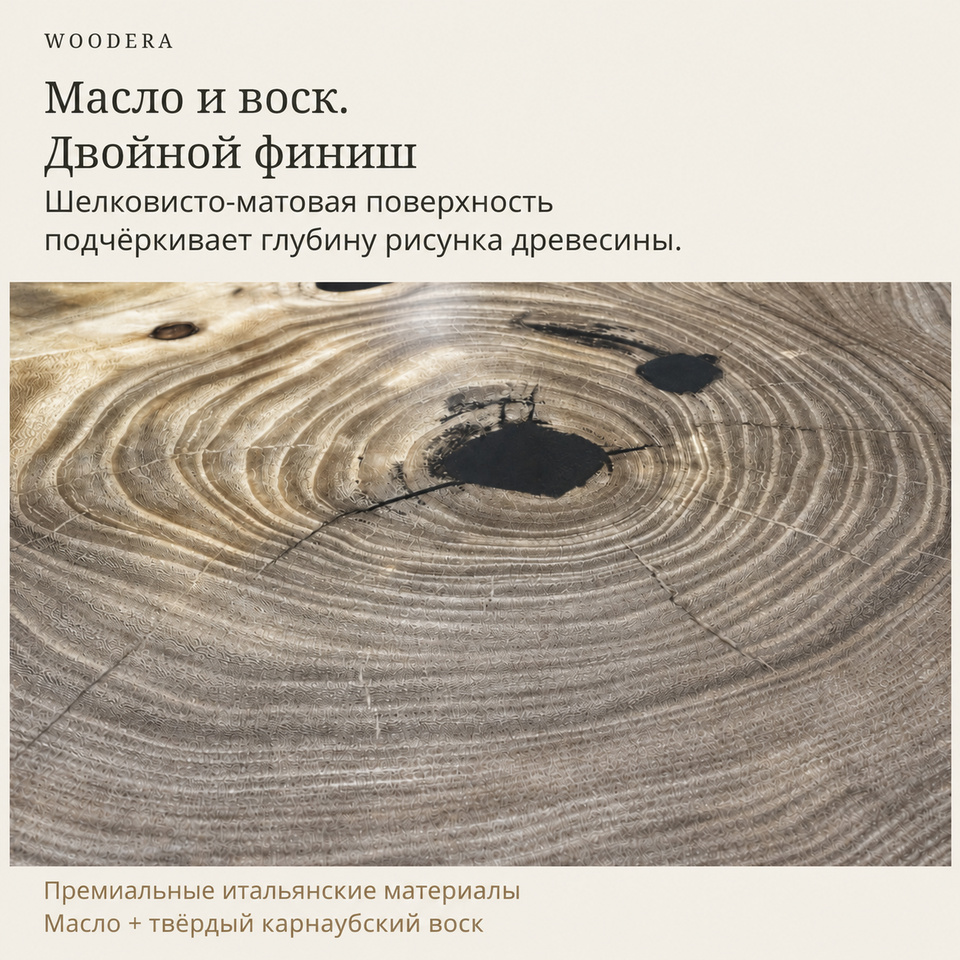 WOODERA
Масло и воск.
Двойной финиш
Шелковисто-матовая поверхность
подчёркивает глубину рисунка древесины.
Премиальные итальянские материалы
Масло + твёрдый карнаубский воск